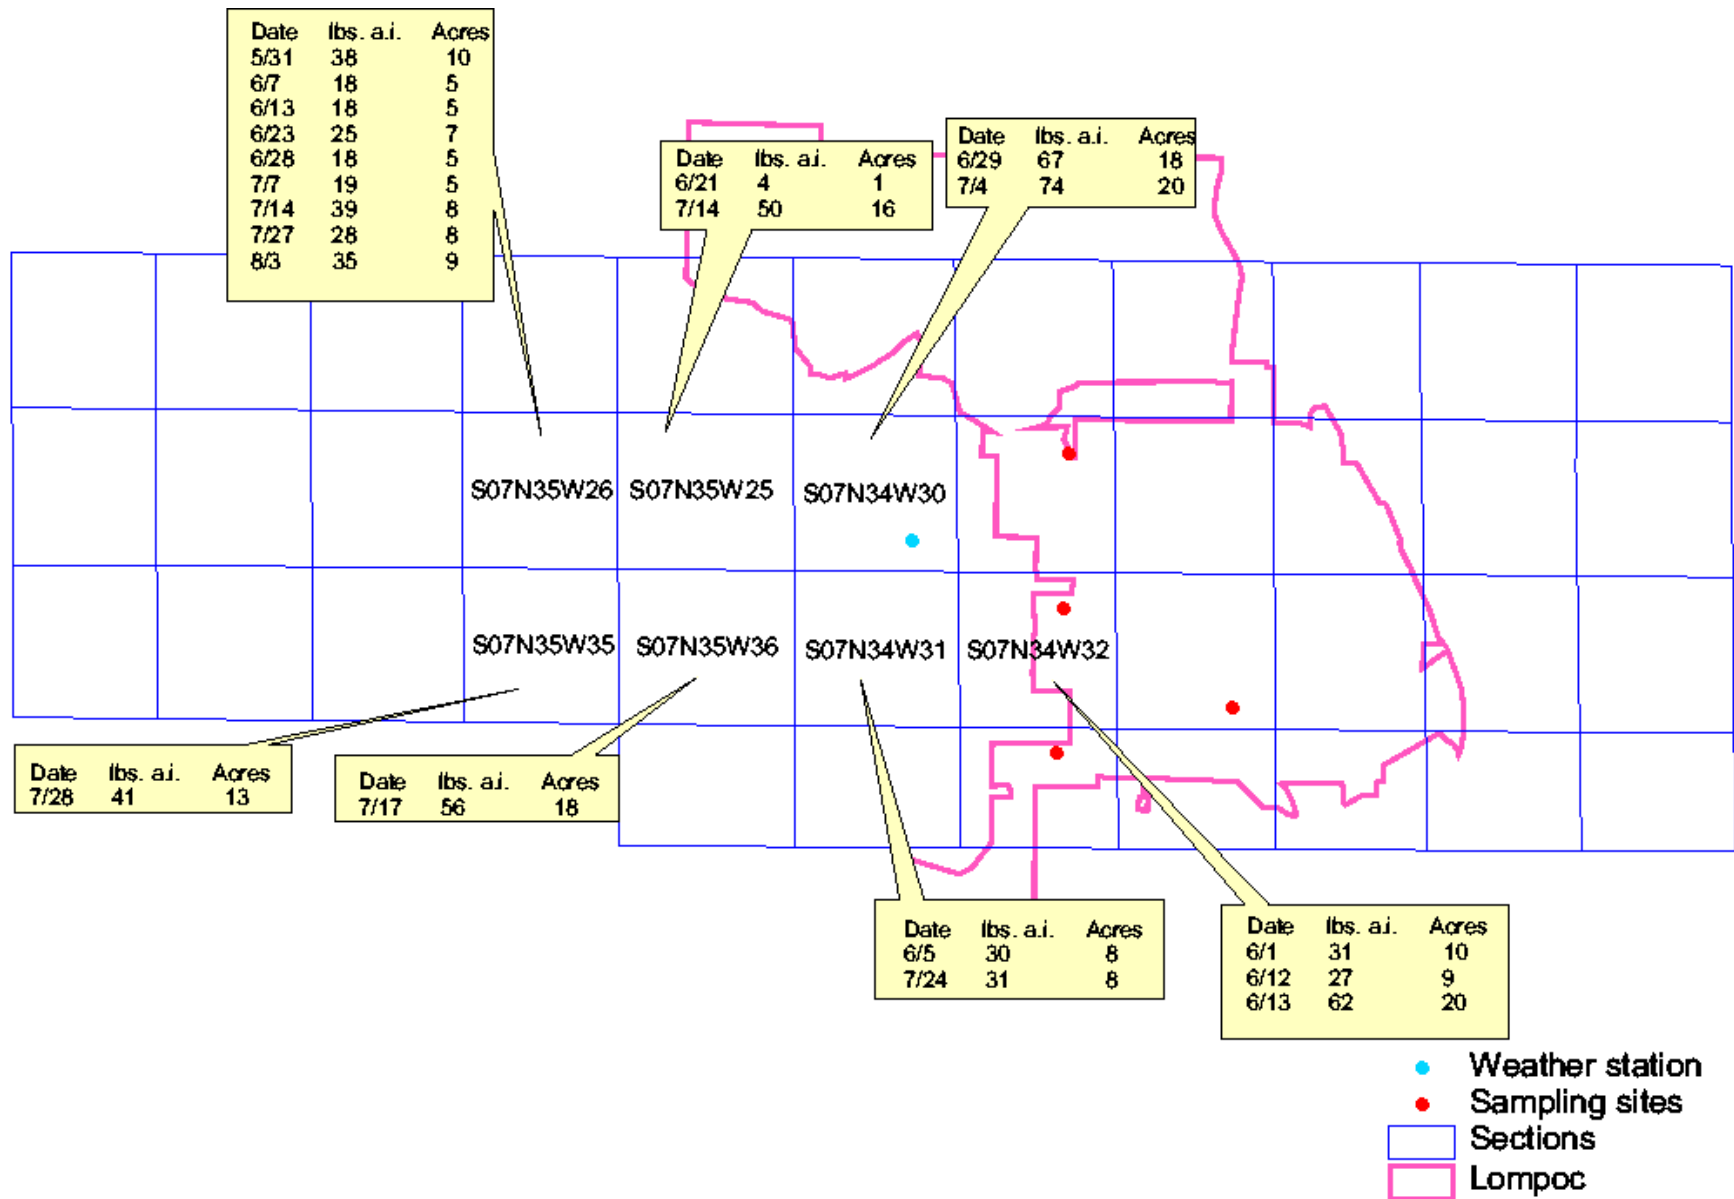 Date lbs. a.i. Acres
5/31 38 10
6/7 18 5
6/13 18 5
6/23 25 7
6/28 18 5
7/7 19 5
7/14 39 8
7/27 28 8
8/3 35 9
Date lbs. a.i. Acres
6/21 4 1
7/14 50 16
Date lbs. a.i. Acres
6/29 67 18
7/4 74 20
S07N35W26 S07N35W25 S07N34W30
S07N35W35 S07N35W36 S07N34W31 S07N34W32
Date lbs. a.i. Acres
7/28 41 13
Date lbs. a.i. Acres
7/17 56 18
Date lbs. a.i. Acres
6/5 30 8
7/24 31 8
Date lbs. a.i. Acres
6/1 31 10
6/12 27 9
6/13 62 20
Weather station
Sampling sites
Sections
Lompoc